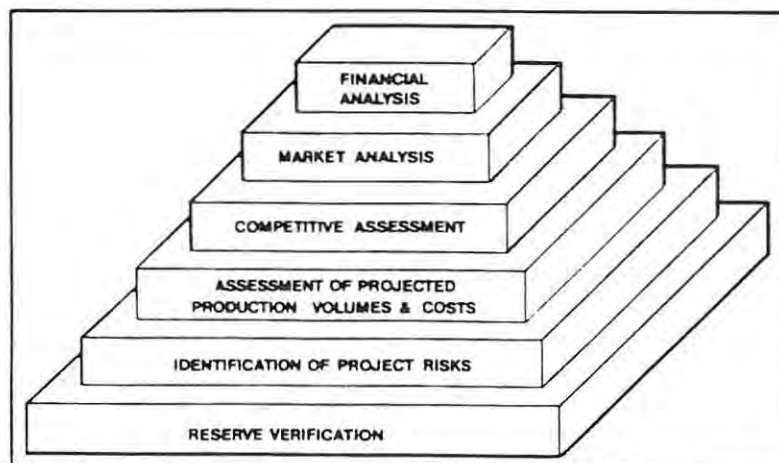 FINANCIAL
ANALYSIS
MARKET ANALYSIS
COMPETITIVE ASSESSMENT
ASSESSMENT OF PROJECTED
PRODUCTION VOLUMES & COSTS
IDENTIFICATION OF PROJECT RISKS
RESERVE VERIFICATION